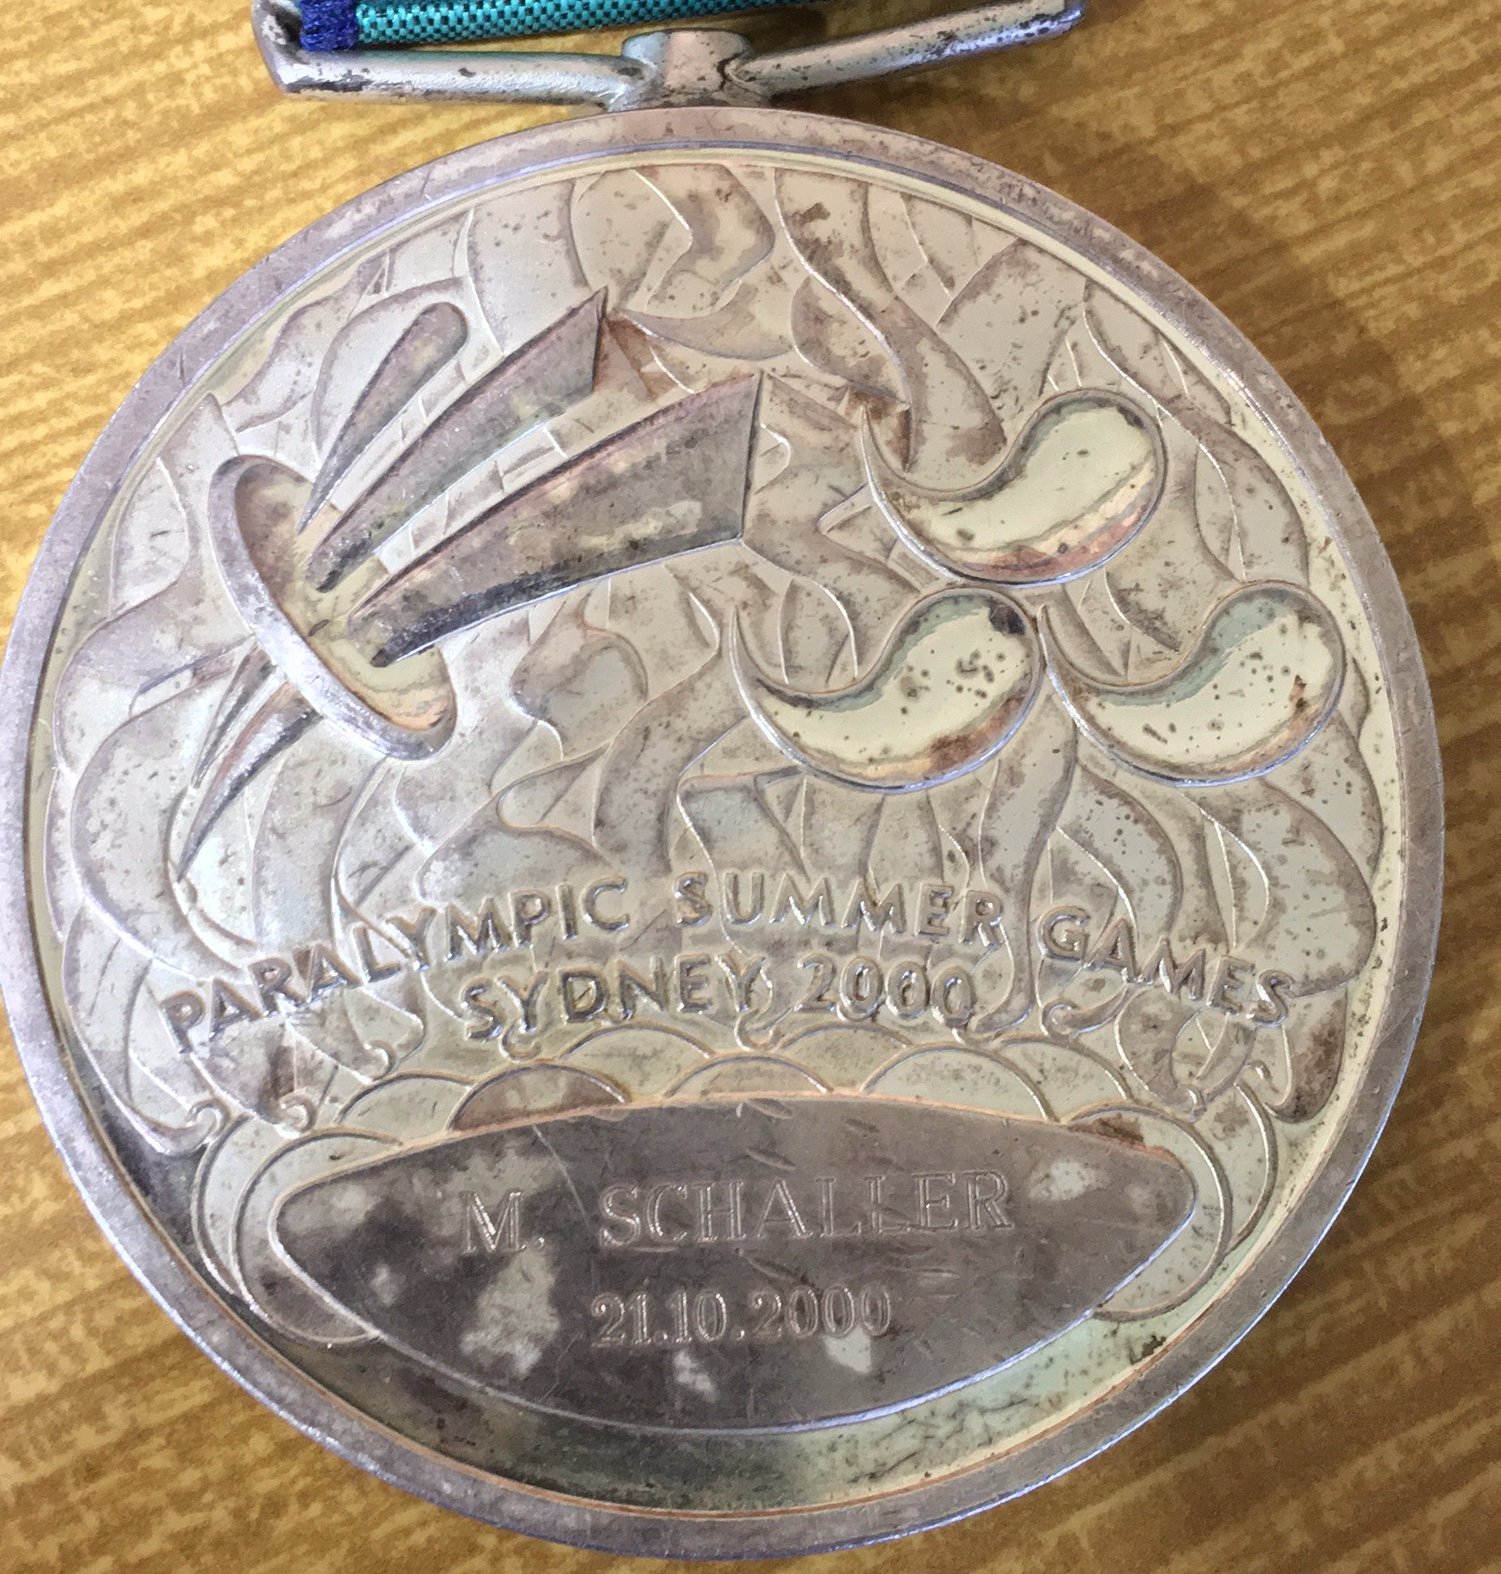 PARALYMPIC SUMMER GAMES
SYDNEY 2000
M. SCHALLER
21.10.2000